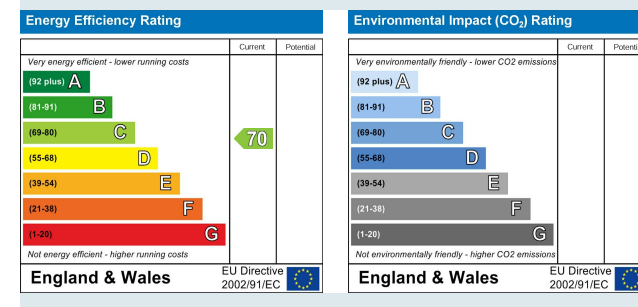 Energy Efficiency Rating
Current Potential
Very energy efficient - lower running costs
(92 plus) A
(81-91) B
(69-80) C
70
(55-68) D
(39-54) E
(21-38) F
(1-20) G
Not energy efficient - higher running costs
England & Wales
EU Directive
2002/91/EC
Environmental Impact (CO₂) Rating
Current Potenti
Very environmentally friendly - lower CO2 emissions
(92 plus) A
(81-91) B
(69-80) C
(55-68) D
(39-54) E
(21-38) F
(1-20) G
Not environmentally friendly - higher CO2 emissions
England & Wales
EU Directive
2002/91/EC